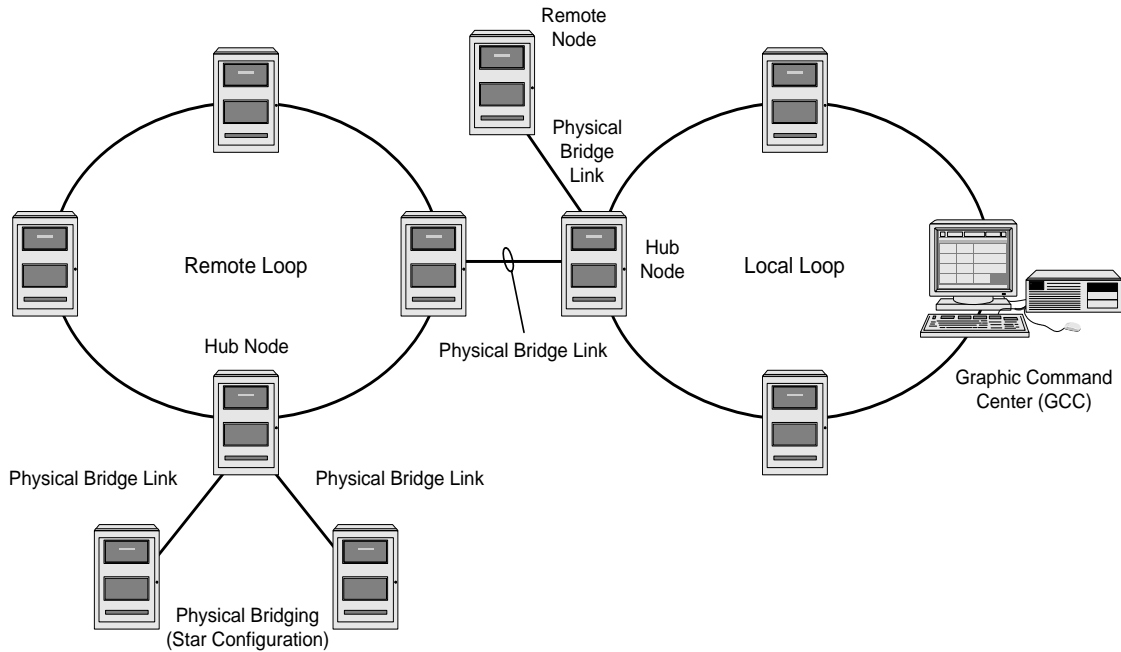 Remote
Node
Physical
Bridge
Link
Remote Loop
Hub
Node
Local Loop
Physical Bridge Link
Hub Node
Graphic Command
Center (GCC)
Physical Bridge Link
Physical Bridge Link
Physical Bridging
(Star Configuration)